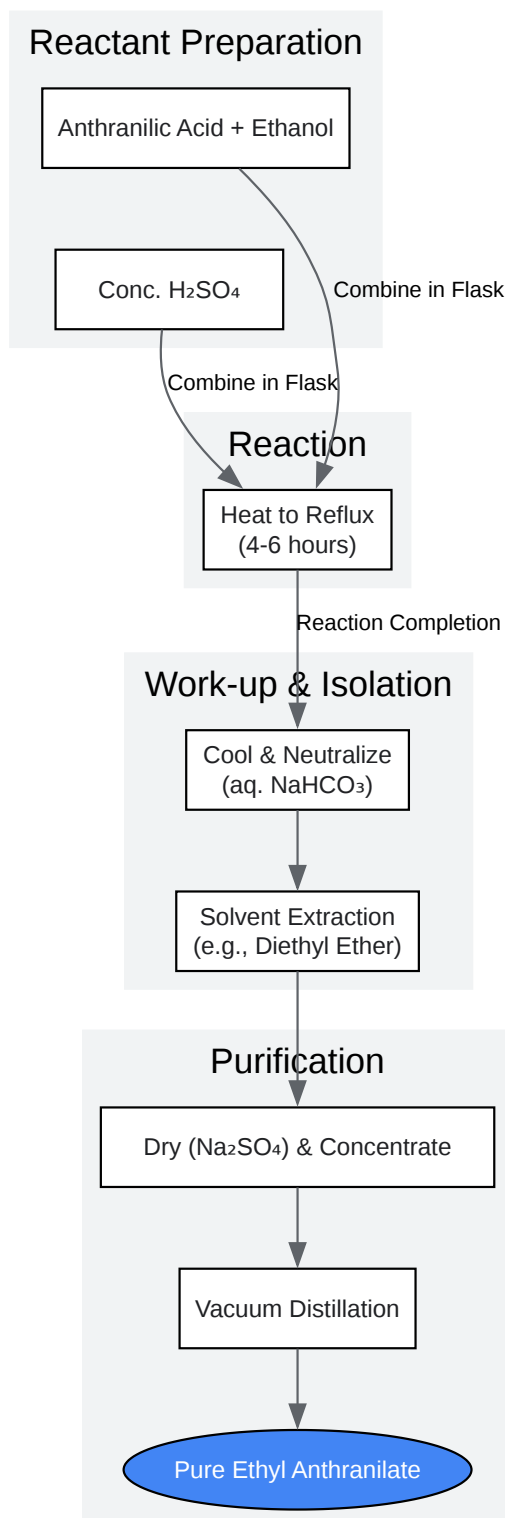 Reactant Preparation
Anthranilic Acid + Ethanol
Conc. H₂SO₄
Combine in Flask
Combine in Flask
Reaction
Heat to Reflux
(4-6 hours)
Reaction Completion
Work-up & Isolation
Cool & Neutralize
(aq. NaHCO₃)
Solvent Extraction
(e.g., Diethyl Ether)
Purification
Dry (Na₂SO₄) & Concentrate
Vacuum Distillation
Pure Ethyl Anthranilate